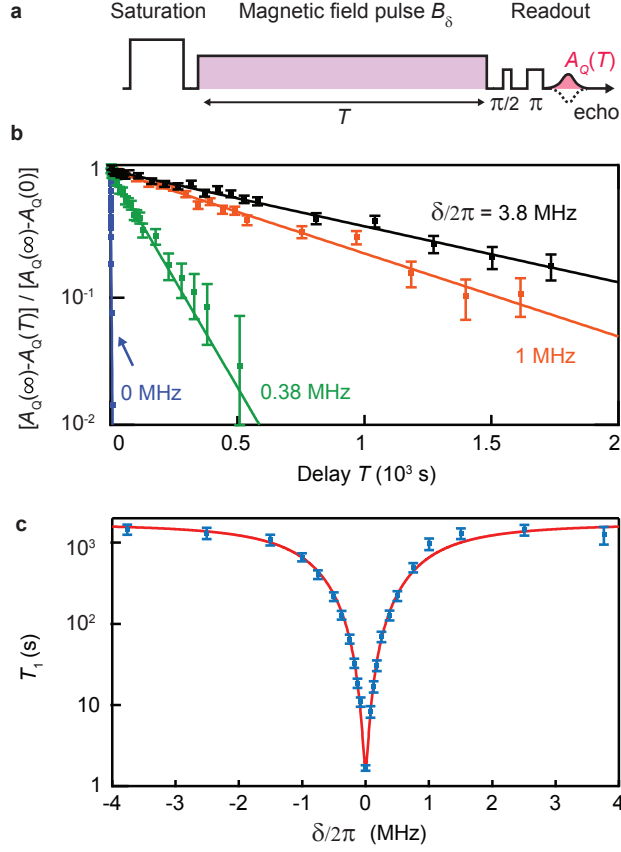 a
Saturation Magnetic field pulse B_δ Readout
A_Q(T)
T π/2 π echo
b
[A_Q(∞)-A_Q(T)] / [A_Q(∞)-A_Q(0)]
1
10^-1
10^-2
δ/2π = 3.8 MHz
1 MHz
0 MHz
0.38 MHz
0 0.5 1 1.5 2
Delay T (10^3 s)
c
T_1 (s)
10^3
10^2
10
1
-4 -3 -2 -1 0 1 2 3 4
δ/2π (MHz)